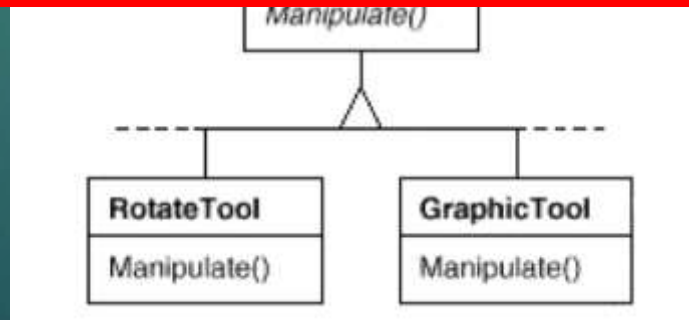 Manipulate()
RotateTool
GraphicTool
Manipulate()
Manipulate()